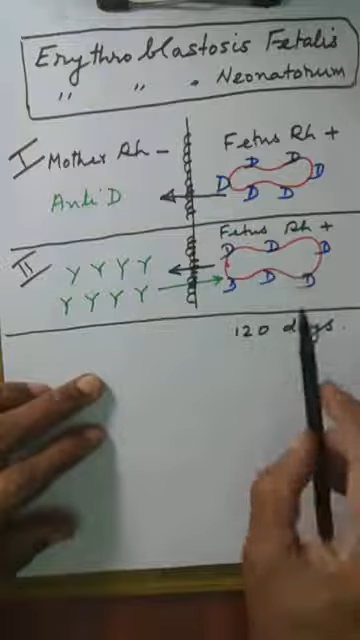 Erythroblastosis Fetalis
" " . Neonatorum
I Mother Rh - Fetus Rh +
D D D D D D
Anti D
II Fetus Rh +
Y Y Y Y D D D
Y Y Y Y D D D
120 days.